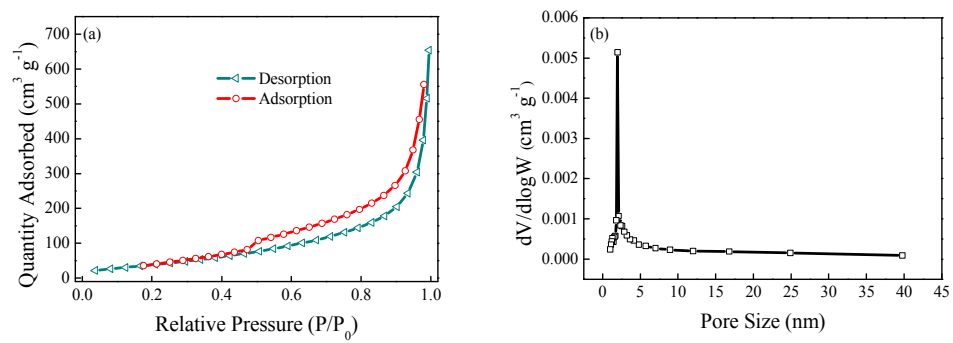 (a)
700
600
500
400
300
200
100
0
Quantity Adsorbed (cm³ g⁻¹)
Desorption
Adsorption
0.0 0.2 0.4 0.6 0.8 1.0
Relative Pressure (P/P₀)
(b)
0.006
0.005
0.004
0.003
0.002
0.001
0.000
dV/dlogW (cm³ g⁻¹)
0 5 10 15 20 25 30 35 40 45
Pore Size (nm)